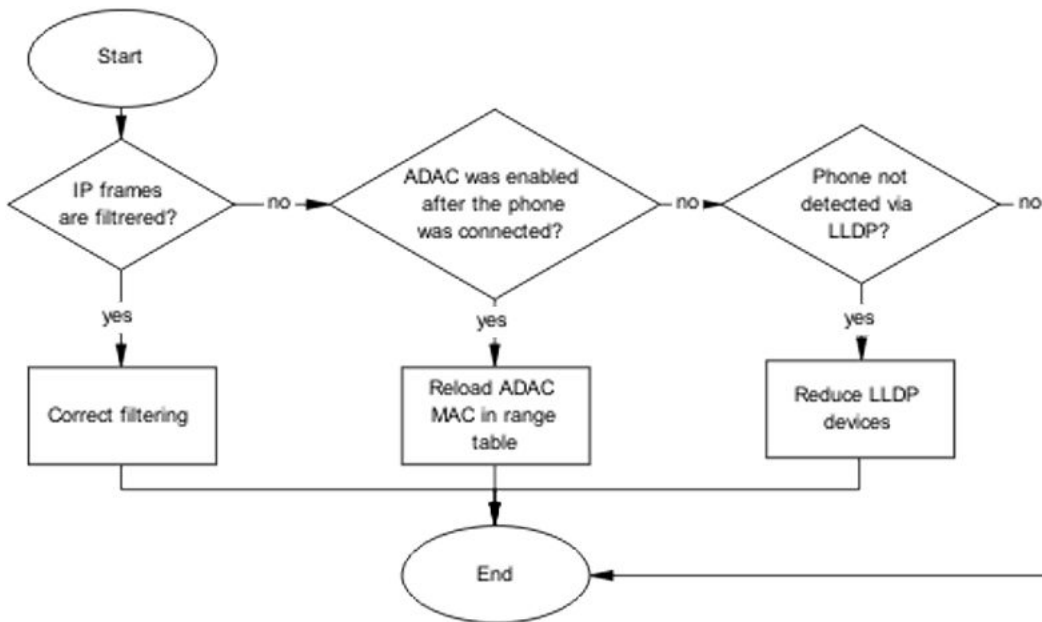 Start
IP frames
are filtrered?
no
ADAC was enabled
after the phone
was connected?
no
Phone not
detected via
LLDP?
no
yes
yes
yes
Correct filtering
Reload ADAC
MAC in range
table
Reduce LLDP
devices
End